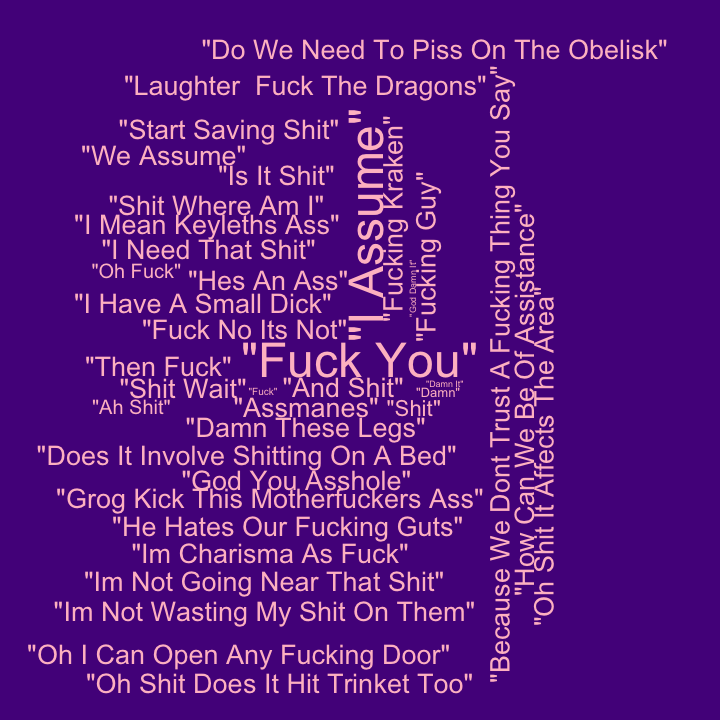 "Do We Need To Piss On The Obelisk"
"Laughter  Fuck The Dragons"
"Start Saving Shit"
"We Assume"
"Is It Shit"
"Shit Where Am I"
"I Mean Keyleths Ass"
"I Need That Shit"
"Oh Fuck"
"Hes An Ass"
"I Have A Small Dick"
"Fuck No Its Not"
"I Assume"
"Fucking Kraken"
"God Damn It"
"Fucking Guy"
"Then Fuck"
"Fuck You"
"Shit Wait"
"Fuck"
"And Shit"
"Damn It"
"Damn"
"Ah Shit"
"Assmanes"
"Shit"
"Damn These Legs"
"Does It Involve Shitting On A Bed"
"God You Asshole"
"Grog Kick This Motherfuckers Ass"
"He Hates Our Fucking Guts"
"Im Charisma As Fuck"
"Im Not Going Near That Shit"
"Im Not Wasting My Shit On Them"
"Oh I Can Open Any Fucking Door"
"Oh Shit Does It Hit Trinket Too"
"Because We Dont Trust A Fucking Thing You Say"
"How Can We Be Of Assistance"
"Oh Shit It Affects The Area"